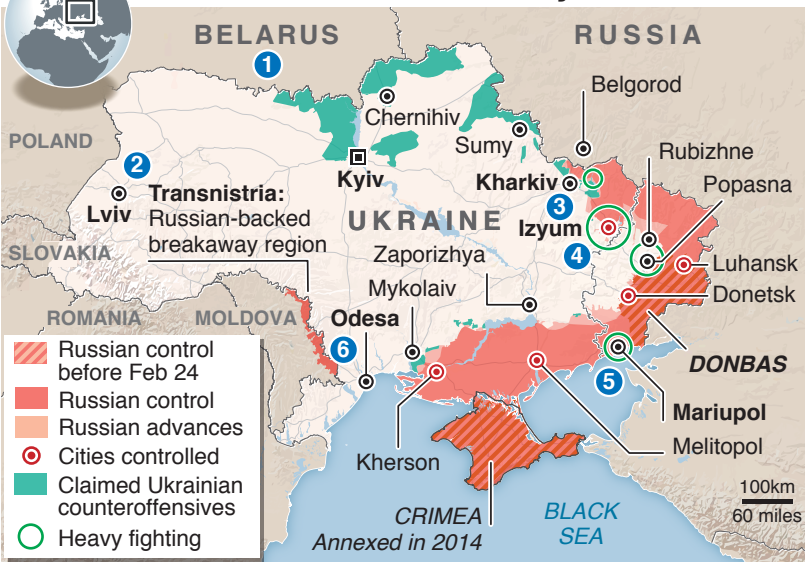 BELARUS
RUSSIA
1
Belgorod
Chernihiv
POLAND
Sumy
Rubizhne
2
Kyiv
Kharkiv
Popasna
Lviv
Transnistria:
Russian-backed
breakaway region
UKRAINE
3
Izyum
4
SLOVAKIA
Zaporizhya
Luhansk
Mykolaiv
Donetsk
ROMANIA
MOLDOVA
Odesa
6
DONBAS
5
Mariupol
Melitopol
Kherson
CRIMEA
Annexed in 2014
BLACK
SEA
100km
60 miles
Russian control
before Feb 24
Russian control
Russian advances
Cities controlled
Claimed Ukrainian
counteroffensives
Heavy fighting